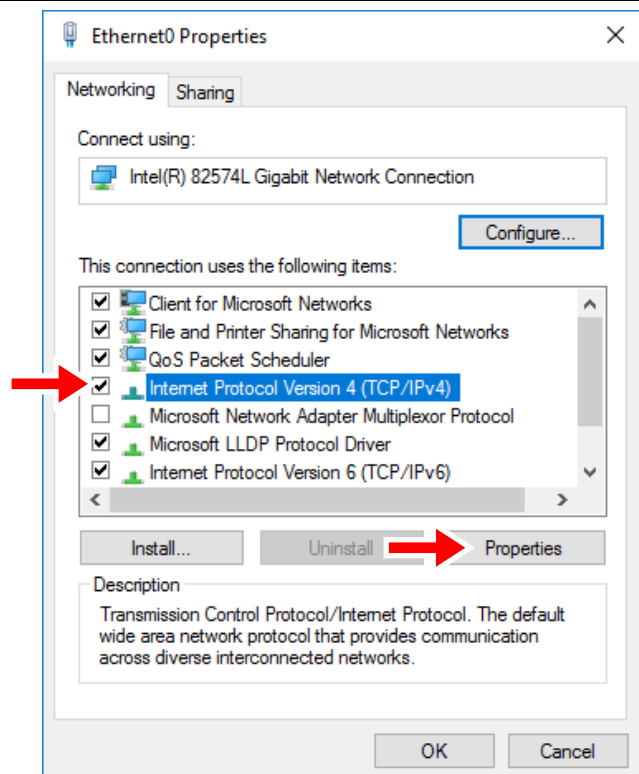 Ethernet0 Properties
Networking
Sharing
Connect using:
Intel(R) 82574L Gigabit Network Connection
Configure...
This connection uses the following items:
Client for Microsoft Networks
File and Printer Sharing for Microsoft Networks
QoS Packet Scheduler
Internet Protocol Version 4 (TCP/IPv4)
Microsoft Network Adapter Multiplexor Protocol
Microsoft LLDP Protocol Driver
Internet Protocol Version 6 (TCP/IPv6)
Install...
Uninstall
Properties
Description
Transmission Control Protocol/Internet Protocol. The default
wide area network protocol that provides communication
across diverse interconnected networks.
OK
Cancel